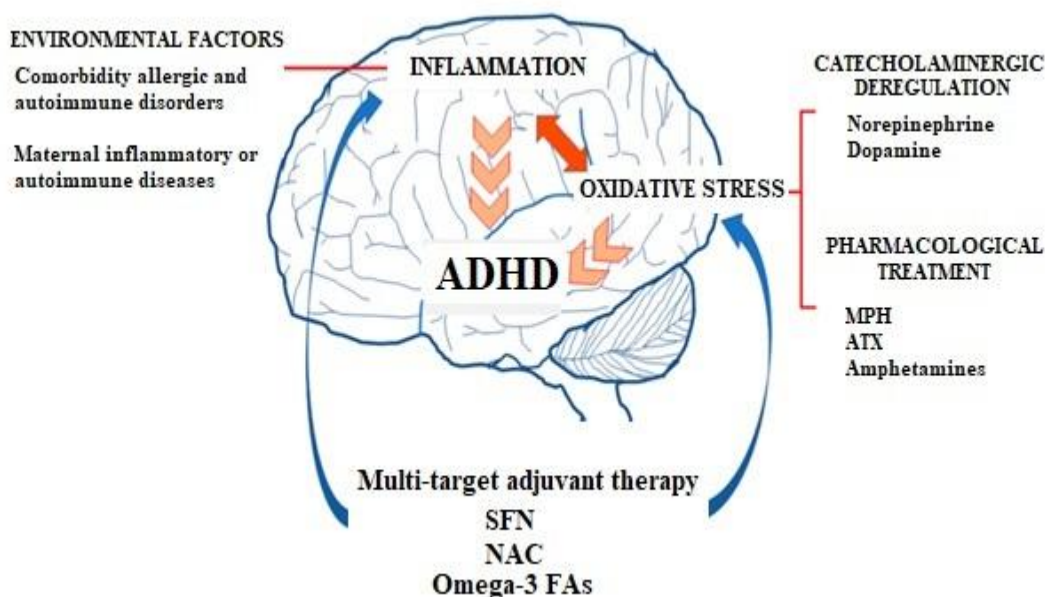 ENVIRONMENTAL FACTORS
Comorbidity allergic and
autoimmune disorders
Maternal inflammatory or
autoimmune diseases
INFLAMMATION
CATECHOLAMINERGIC
DEREGULATION
Norepinephrine
Dopamine
OXIDATIVE STRESS
ADHD
PHARMACOLOGICAL
TREATMENT
MPH
ATX
Amphetamines
Multi-target adjuvant therapy
SFN
NAC
Omega-3 FAs